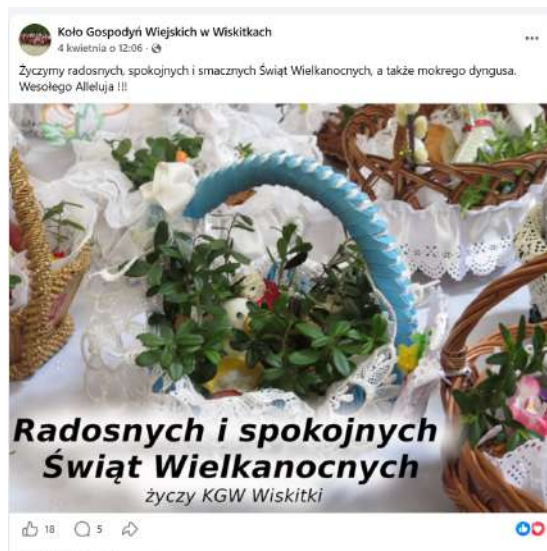 Koło Gospodyń Wiejskich w Wiskitkach
4 kwietnia o 12:06 ·
Życzymy radosnych, spokojnych i smacznych Świąt Wielkanocnych, a także mokrego dyngusa.
Wesołego Alleluja !!!
Radosnych i spokojnych
Świąt Wielkanocnych
życzy KGW Wiskitki
18 5